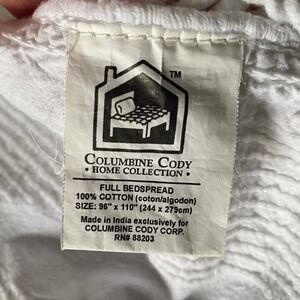 TM
COLUMBINE CODY
• HOME COLLECTION •
FULL BEDSPREAD
100% COTTON (coton/algodon)
SIZE: 96" x 110" (244 x 279cm)
Made in India exclusively for
COLUMBINE CODY CORP.
RN# 88203